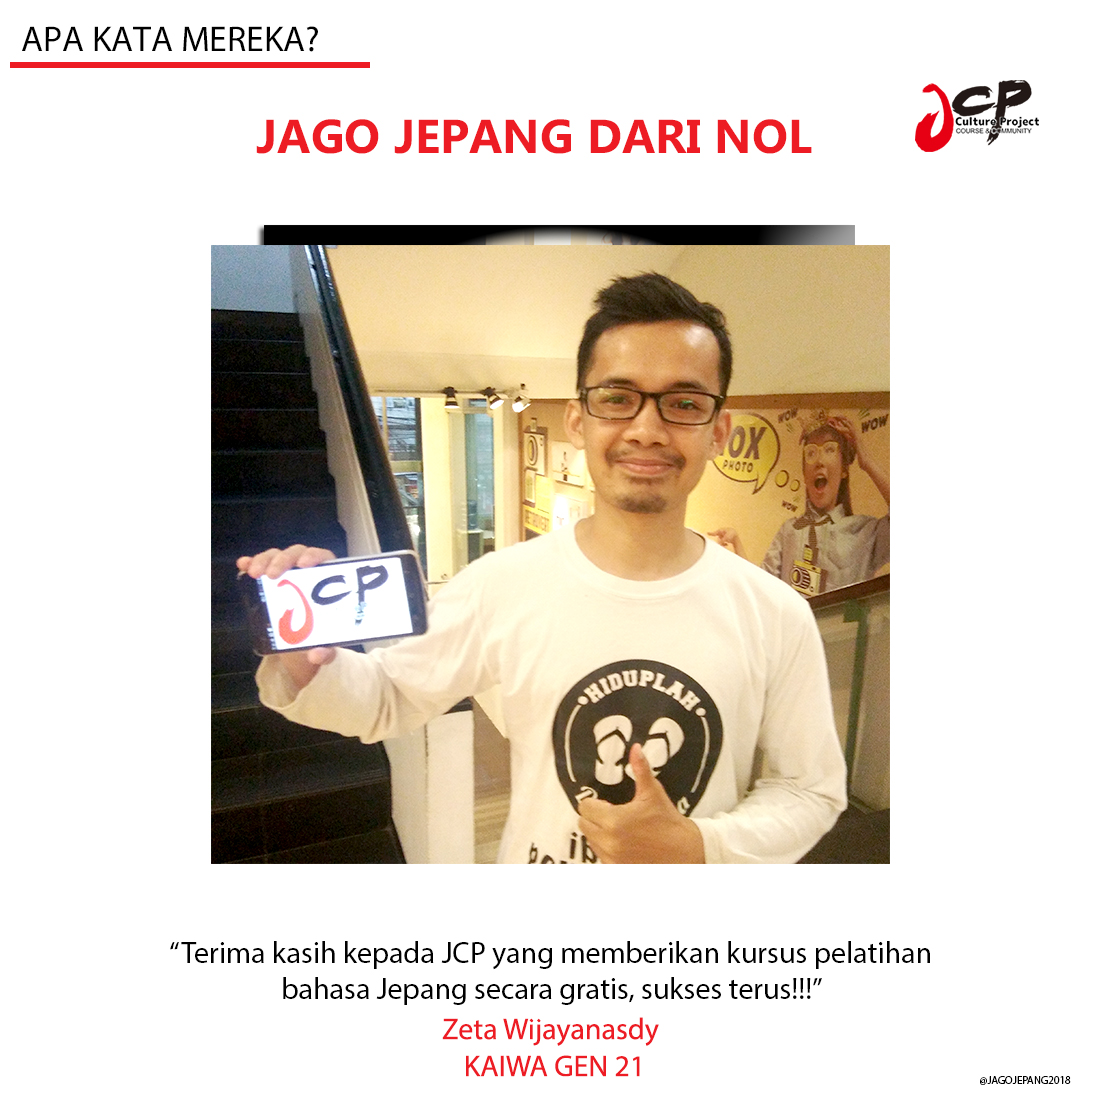 APA KATA MEREKA?
JCP
Culture Project
COURSE & COMMUNITY
JAGO JEPANG DARI NOL
WOW
WOW
PHOTO
WOW
JCP
HIDUPLAH
“Terima kasih kepada JCP yang memberikan kursus pelatihan
bahasa Jepang secara gratis, sukses terus!!!”
Zeta Wijayanasdy
KAIWA GEN 21
@JAGOJEPANG2018